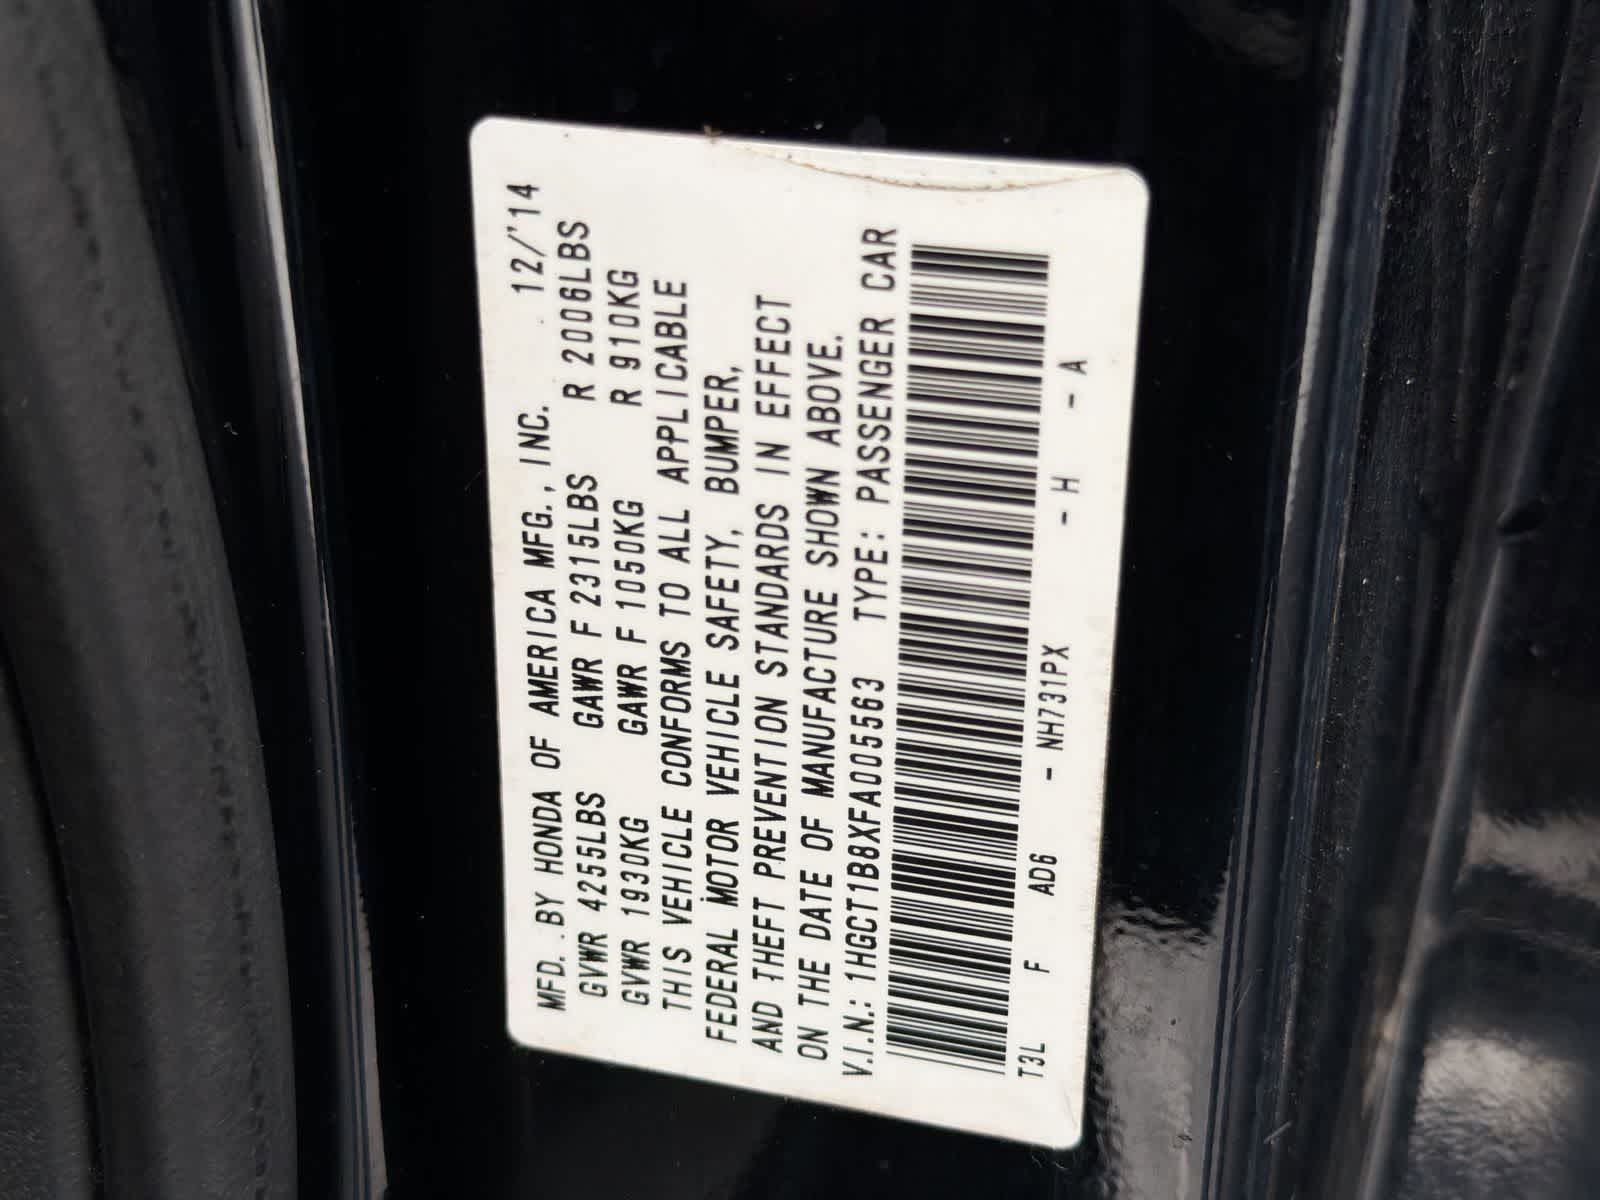 MFD. BY HONDA OF AMERICA MFG., INC. 12/'14
GVWR 4255LBS GAWR F 2315LBS R 2006LBS
GVWR 1930KG GAWR F 1050KG R 910KG
THIS VEHICLE CONFORMS TO ALL APPLICABLE
FEDERAL MOTOR VEHICLE SAFETY, BUMPER,
AND THEFT PREVENTION STANDARDS IN EFFECT
ON THE DATE OF MANUFACTURE SHOWN ABOVE.
V.I.N.: 1HGCT1B8XFA005563 TYPE: PASSENGER CAR
T3L F AD6 - NH731PX - H - A